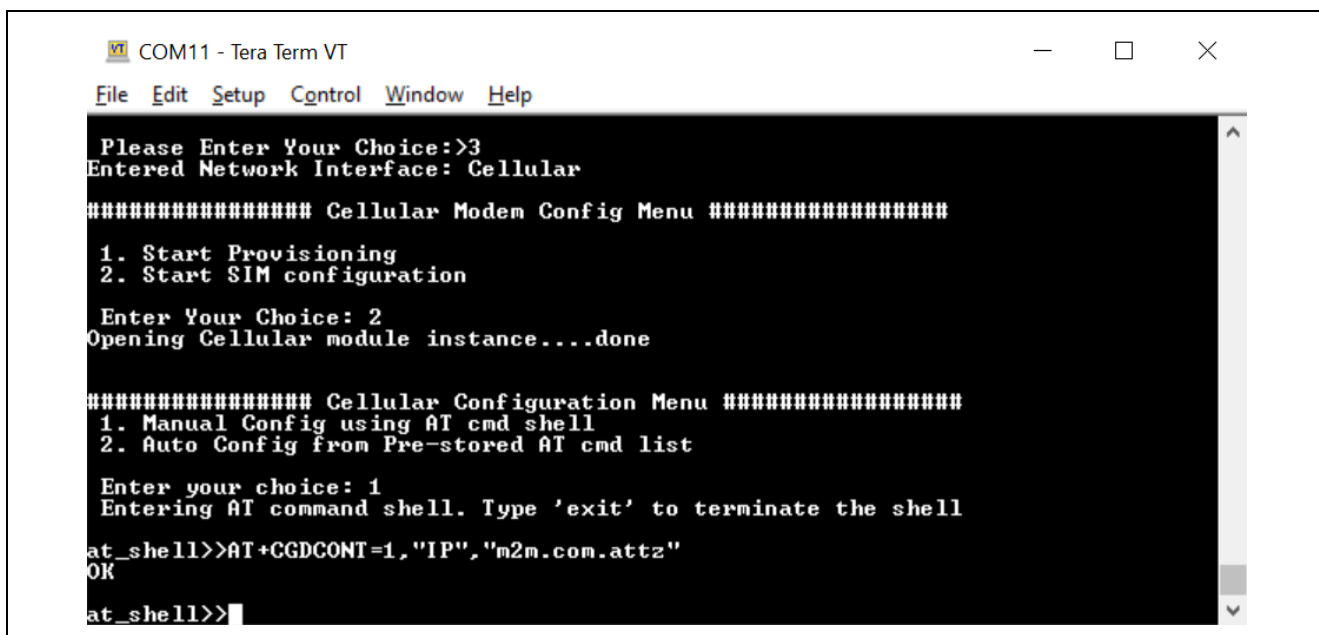 COM11 - Tera Term VT
File Edit Setup Control Window Help
Please Enter Your Choice:>3
Entered Network Interface: Cellular
################ Cellular Modem Config Menu #################
1. Start Provisioning
2. Start SIM configuration
Enter Your Choice: 2
Opening Cellular module instance....done
################ Cellular Configuration Menu #################
1. Manual Config using AT cmd shell
2. Auto Config from Pre-stored AT cmd list
Enter your choice: 1
Entering AT command shell. Type 'exit' to terminate the shell
at_shell>>AT+CGDCONT=1,"IP","m2m.com.attz"
OK
at_shell>>